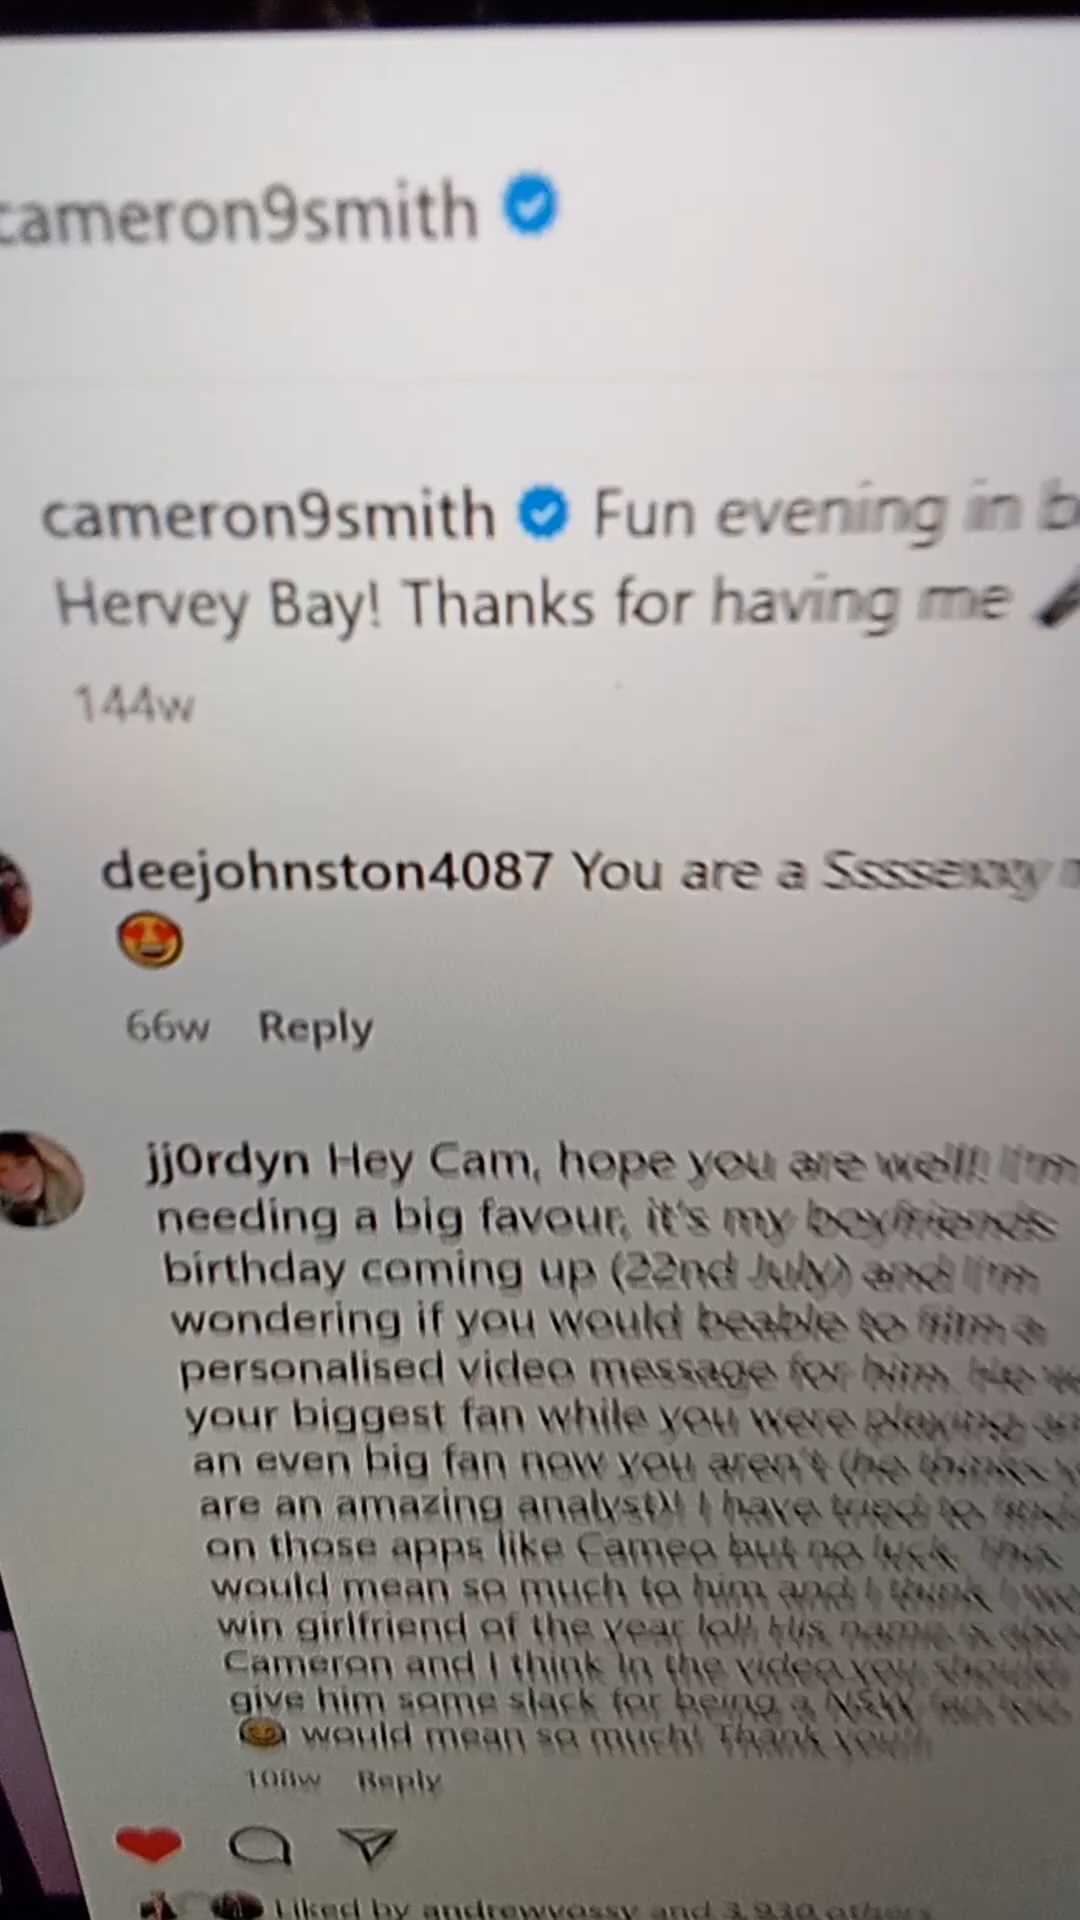 cameron9smith
cameron9smith Fun evening in
Hervey Bay! Thanks for having me
144w
deejohnston4087 You are a Sssssexxy
66w Reply
jj0rdyn Hey Cam, hope you are well! I'm
needing a big favour, it's my boyfriends
birthday coming up (22nd July) and I'm
wondering if you would beable to film a
personalised video message for him.
your biggest fan while you were playing
an even big fan now you aren't (he thinks
are an amazing analyst)! I have tried to
on those apps like Cameo but no luck. This
would mean so much to him and I think I
win girlfriend of the year lol! His name is
Cameron and I think in the video you should
give him some slack for being a NSW fan
would mean so much! Thank you!!
108w Reply
Liked by andrewvossy and 3,930 others